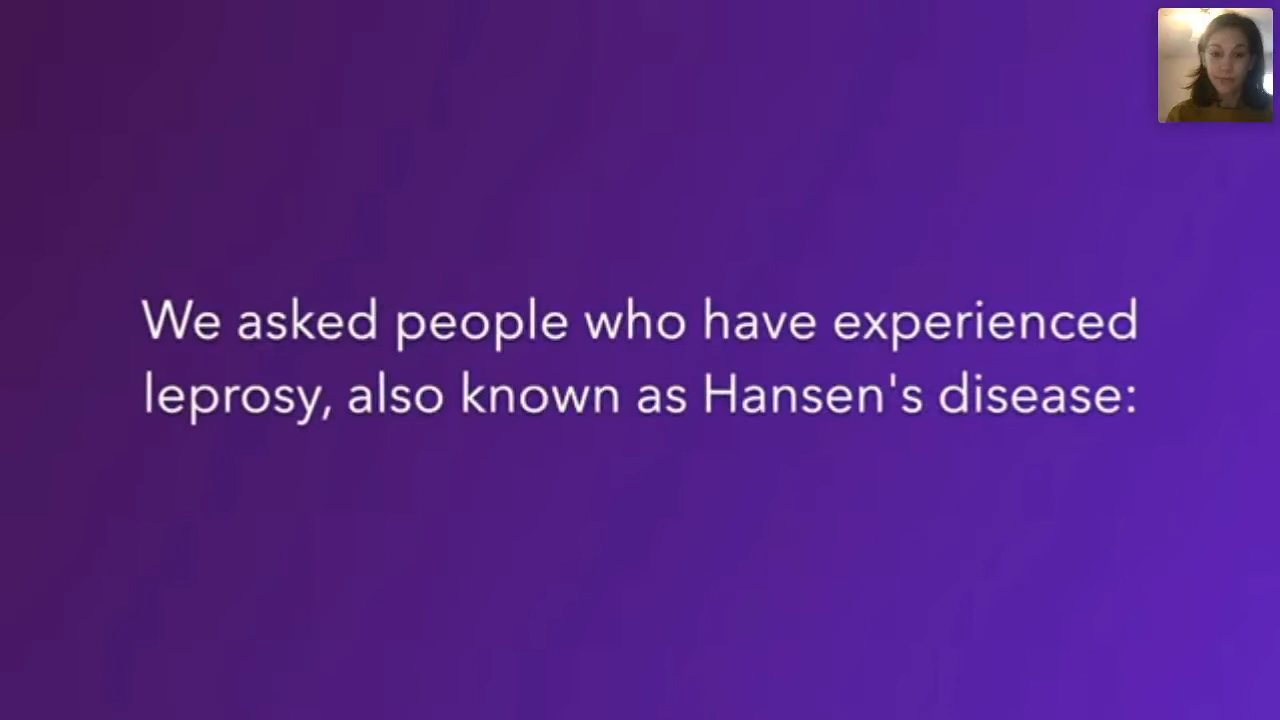 We asked people who have experienced
leprosy, also known as Hansen's disease: